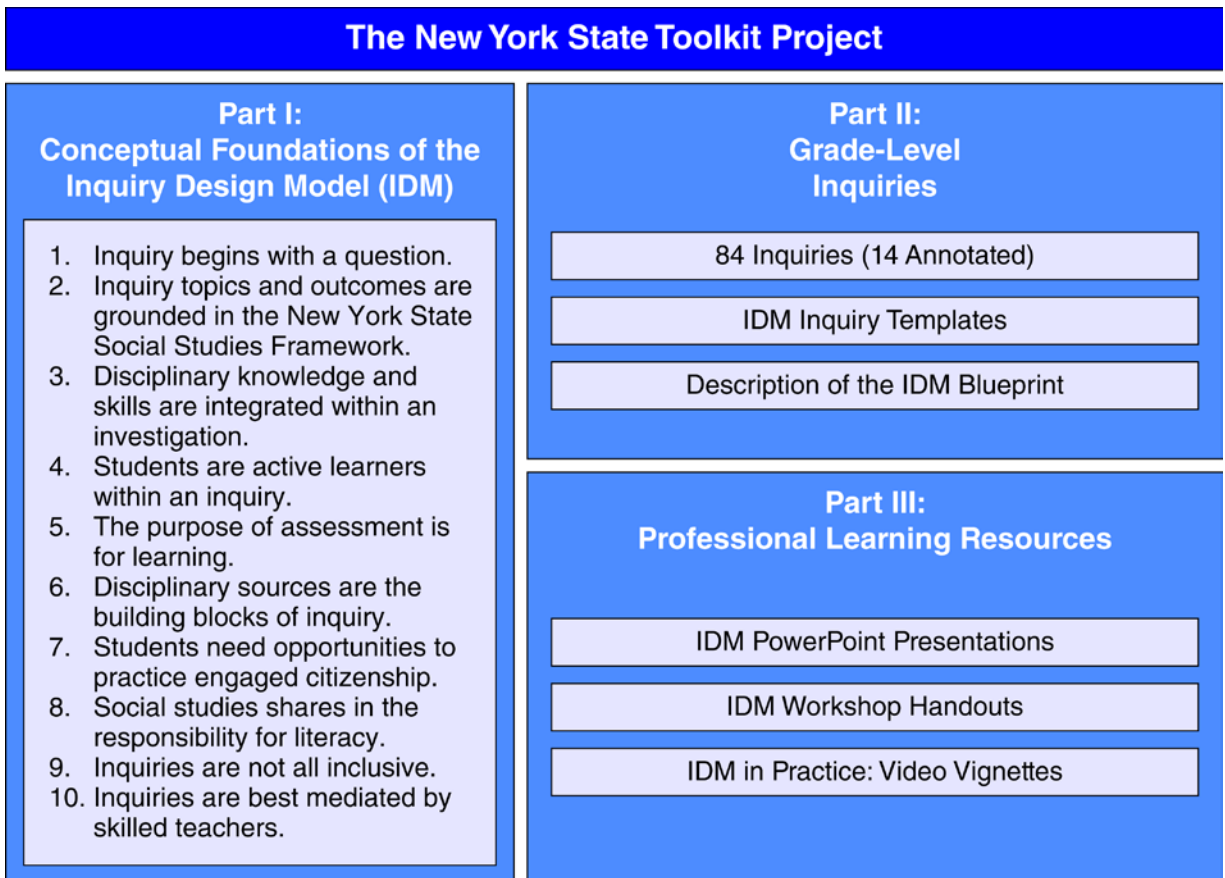 The New York State Toolkit Project
Part I:
Conceptual Foundations of the
Inquiry Design Model (IDM)
1. Inquiry begins with a question.
2. Inquiry topics and outcomes are
grounded in the New York State
Social Studies Framework.
3. Disciplinary knowledge and
skills are integrated within an
investigation.
4. Students are active learners
within an inquiry.
5. The purpose of assessment is
for learning.
6. Disciplinary sources are the
building blocks of inquiry.
7. Students need opportunities to
practice engaged citizenship.
8. Social studies shares in the
responsibility for literacy.
9. Inquiries are not all inclusive.
10. Inquiries are best mediated by
skilled teachers.
Part II:
Grade-Level
Inquiries
84 Inquiries (14 Annotated)
IDM Inquiry Templates
Description of the IDM Blueprint
Part III:
Professional Learning Resources
IDM PowerPoint Presentations
IDM Workshop Handouts
IDM in Practice: Video Vignettes